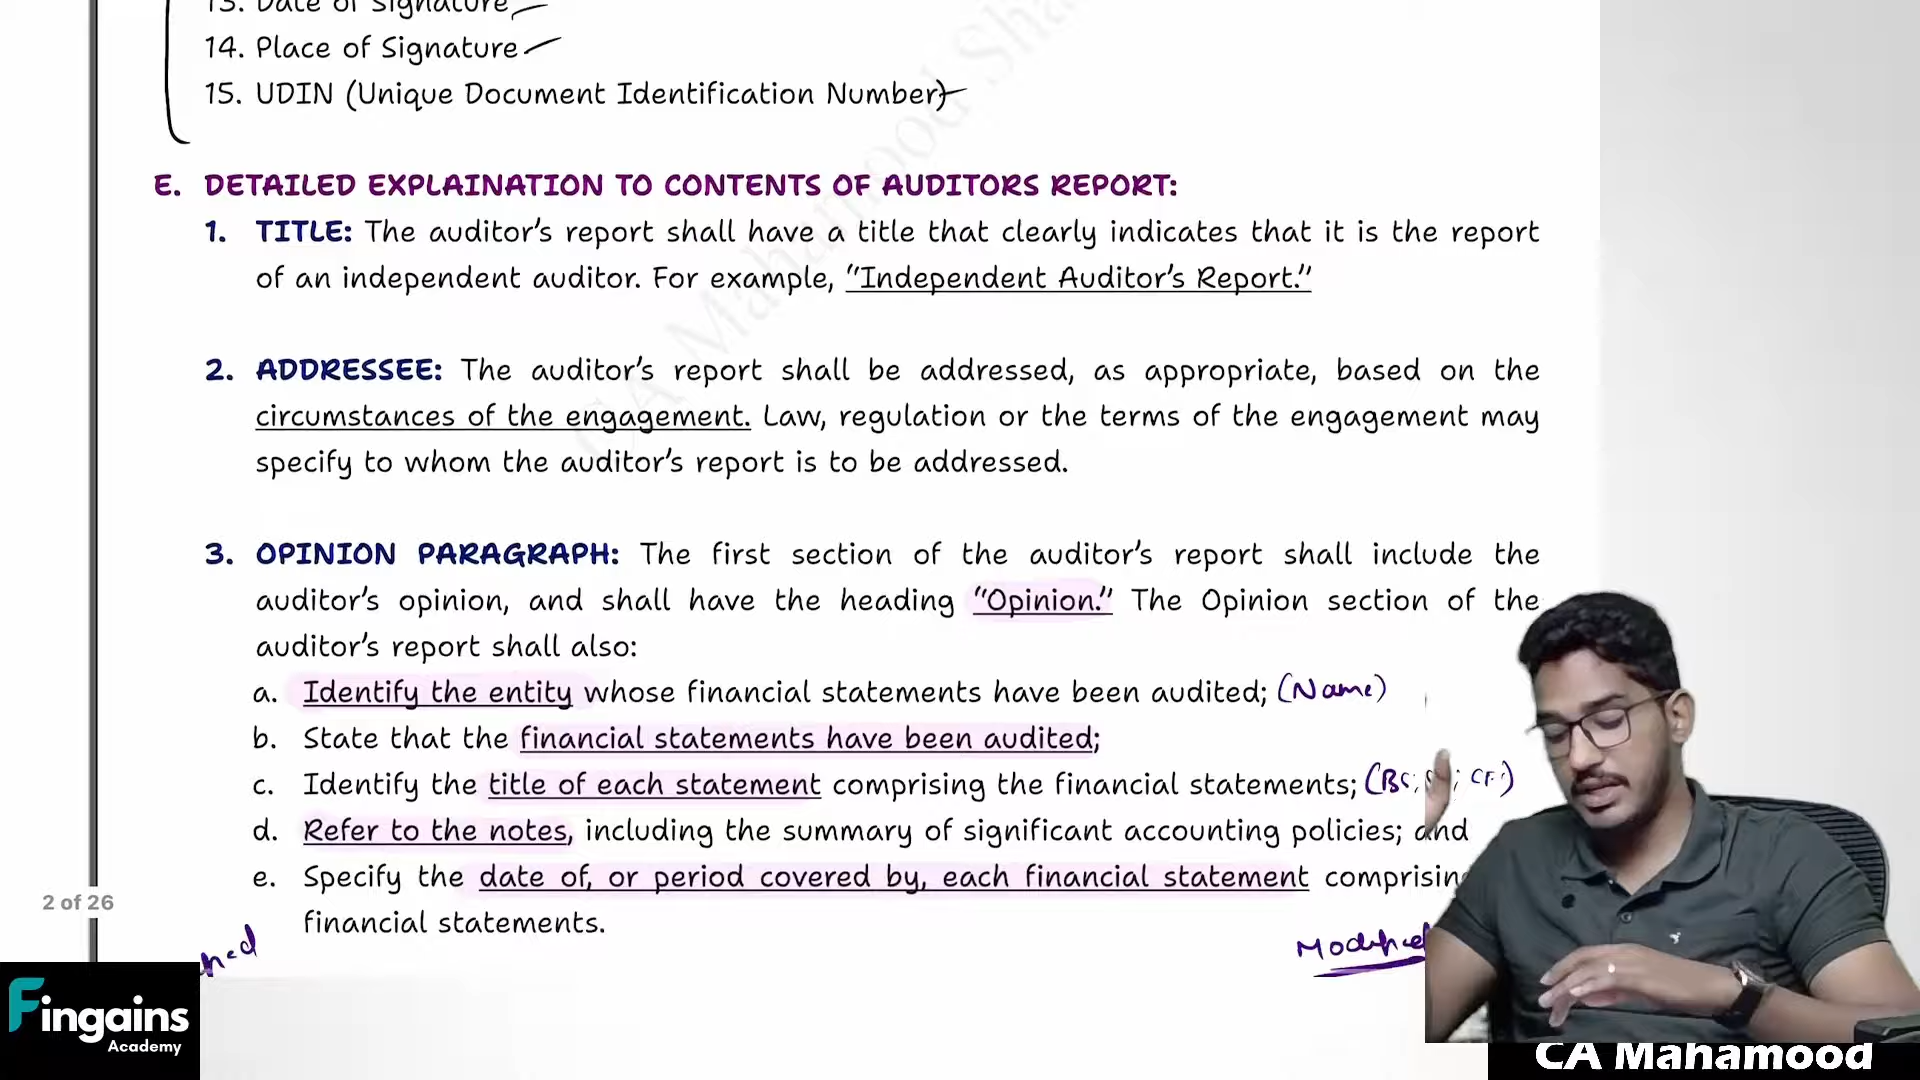 13. Date of Signature
14. Place of Signature
15. UDIN (Unique Document Identification Number)
E. DETAILED EXPLAINATION TO CONTENTS OF AUDITORS REPORT:
1. TITLE: The auditor's report shall have a title that clearly indicates that it is the report
of an independent auditor. For example, "Independent Auditor's Report."
2. ADDRESSEE: The auditor's report shall be addressed, as appropriate, based on the
circumstances of the engagement. Law, regulation or the terms of the engagement may
specify to whom the auditor's report is to be addressed.
3. OPINION PARAGRAPH: The first section of the auditor's report shall include the
auditor's opinion, and shall have the heading "Opinion." The Opinion section of the
auditor's report shall also:
a. Identify the entity whose financial statements have been audited; (Name)
b. State that the financial statements have been audited;
c. Identify the title of each statement comprising the financial statements;
d. Refer to the notes, including the summary of significant accounting policies; and
e. Specify the date of, or period covered by, each financial statement
financial statements.
2 of 26
CA Mahamood
Fingains
Academy
CA Mahamood